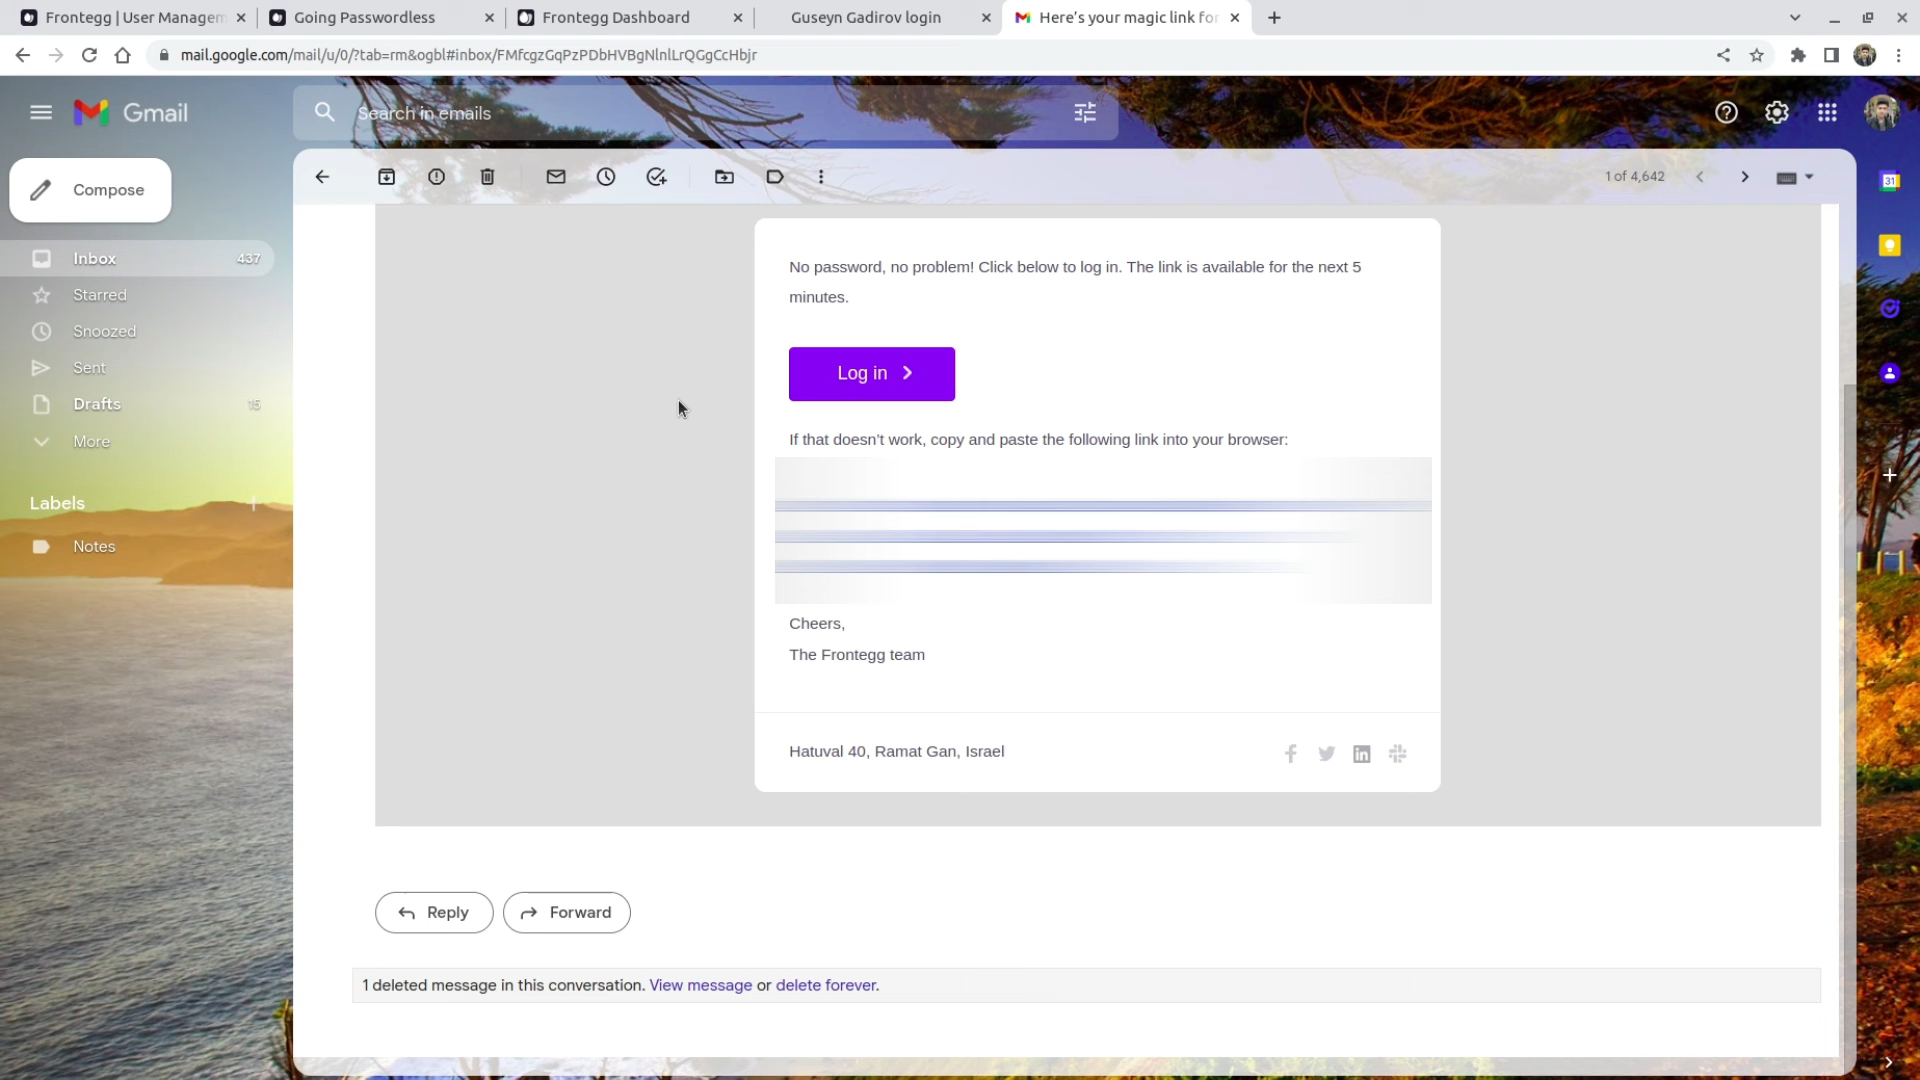 Frontegg | User Managem
Going Passwordless
Frontegg Dashboard
Guseyn Gadirov login
Here's your magic link for
mail.google.com/mail/u/0/?tab=rm&ogbl#inbox/FMfcgzGqPzPDbHVBgNlnlLrQGgCcHbjr
Gmail
Search in emails
Compose
1 of 4,642
31
Inbox 437
Starred
Snoozed
Sent
Drafts 15
More
Labels
Notes
No password, no problem! Click below to log in. The link is available for the next 5
minutes.
Log in
If that doesn't work, copy and paste the following link into your browser:
Cheers,
The Frontegg team
Hatuval 40, Ramat Gan, Israel
Reply
Forward
1 deleted message in this conversation. View message or delete forever.